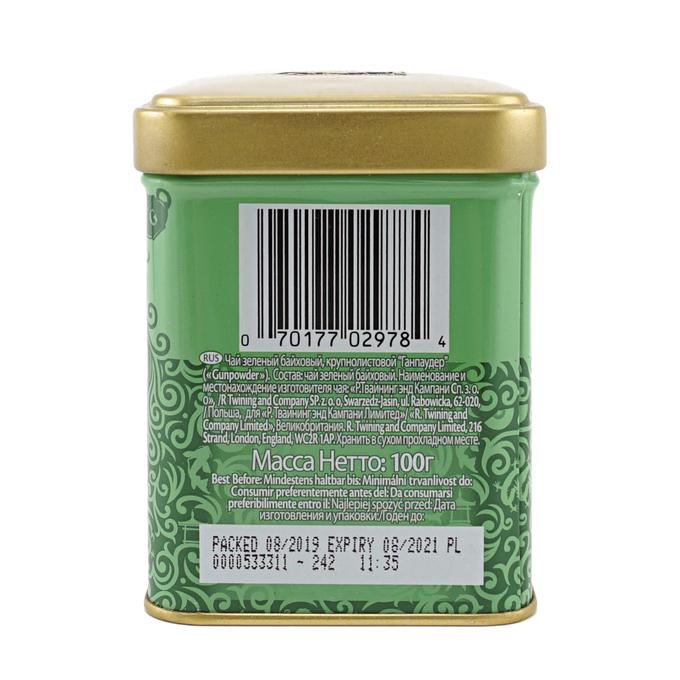 0 70177 02978 4
RUS Чай зеленый байховый, крупнолистовой "Ганпаудер"
(«Gunpowder»). Состав: чай зеленый байховый. Наименование и
местонахождение изготовителя чая: «Р.Твайнинг энд Кампани Сп. з. о.
о», /R Twining and Company SP. z. o. o, Swarzedz-Jasin, ul. Rabowicka, 62-020,
/Польша, для «Р. Твайнинг энд Кампани Лимитед»/ «R. Twining and
Company Limited», Великобритания. R. Twining and Company Limited, 216
Strand, London, England, WC2R 1AP. Хранить в сухом прохладном месте.
Масса Нетто: 100г
Best Before: Mindestens haltbar bis: Minimální trvanlivost do:
Consumir preferentemente antes del: Da consumarsi
preferibilmente entro il: Najlepiej spożyć przed: Дата
изготовления и упаковки./Годен до:
PACKED 08/2019 EXPIRY 06/2021 PL
0000533311 - 242 11:35